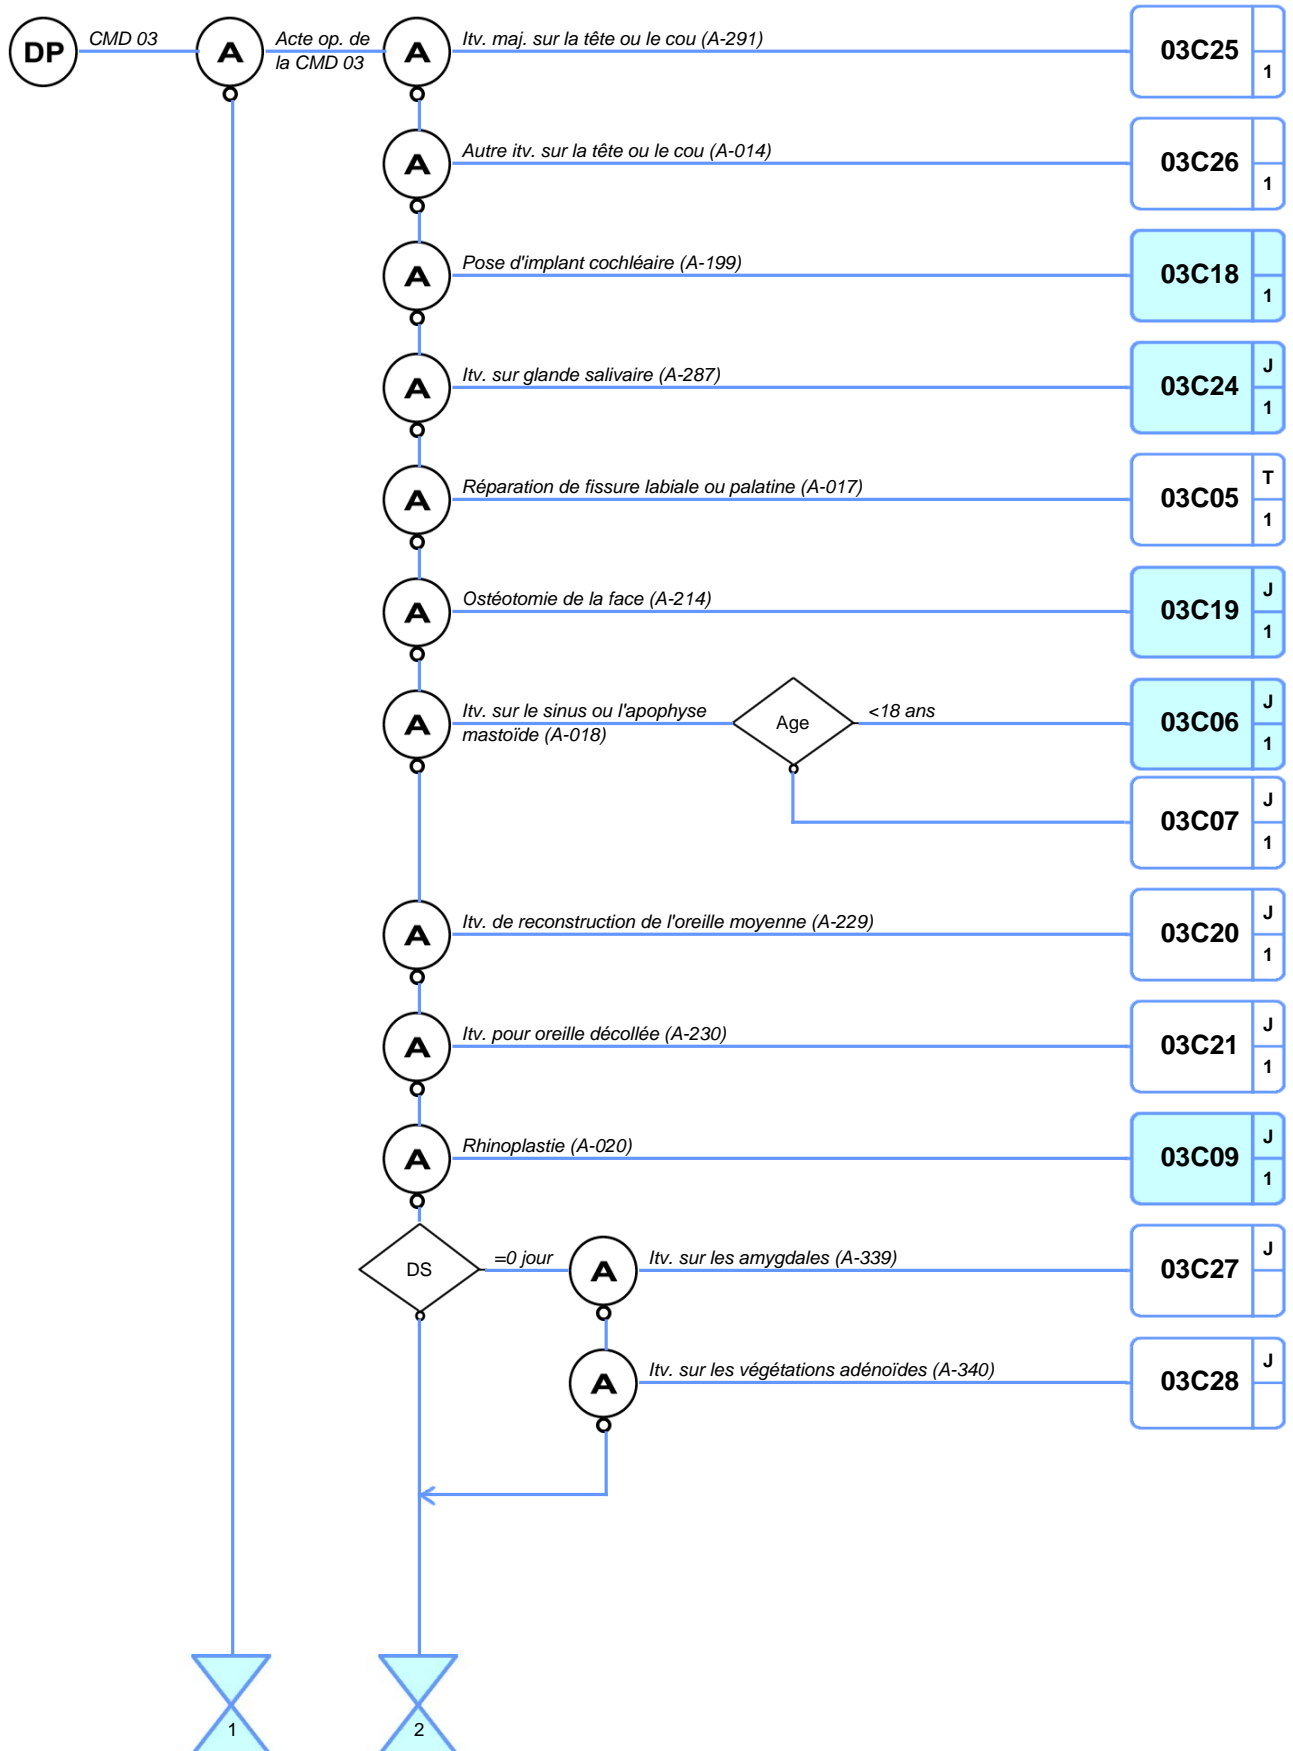 DP
CMD 03
A
Acte op. de
la CMD 03
A
Itv. maj. sur la tête ou le cou (A-291)
03C25
1
A
Autre itv. sur la tête ou le cou (A-014)
03C26
1
A
Pose d'implant cochléaire (A-199)
03C18
1
A
Itv. sur glande salivaire (A-287)
03C24
J
1
A
Réparation de fissure labiale ou palatine (A-017)
03C05
T
1
A
Ostéotomie de la face (A-214)
03C19
J
1
A
Itv. sur le sinus ou l'apophyse
mastoïde (A-018)
Age
<18 ans
03C06
J
1
03C07
J
1
A
Itv. de reconstruction de l'oreille moyenne (A-229)
03C20
J
1
A
Itv. pour oreille décollée (A-230)
03C21
J
1
A
Rhinoplastie (A-020)
03C09
J
1
DS
=0 jour
A
Itv. sur les amygdales (A-339)
03C27
J
A
Itv. sur les végétations adénoïdes (A-340)
03C28
J
1
2